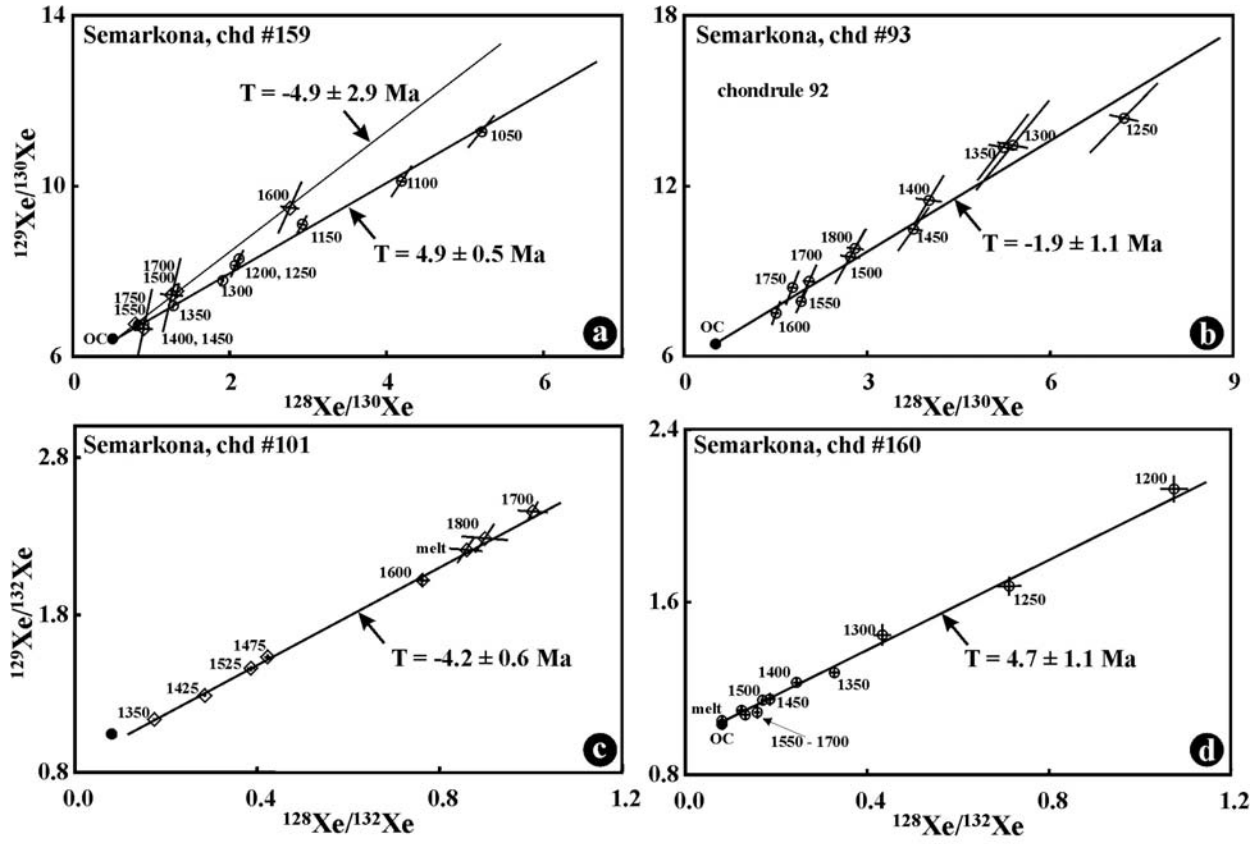 14
Semarkona, chd #159
T = -4.9 ± 2.9 Ma
1050
1600
1100
10
1150
T = 4.9 ± 0.5 Ma
1700
1500
1200, 1250
1300
1750
1550
1350
OC
1400, 1450
6
a
0
2
4
6
129Xe/130Xe
128Xe/130Xe
18
Semarkona, chd #93
chondrule 92
1300
1350
1250
12
1400
1450
T = -1.9 ± 1.1 Ma
1800
1700
1500
1750
1550
1600
OC
6
b
0
3
6
9
128Xe/130Xe
Semarkona, chd #101
2.8
1700
1800
melt
1600
1.8
T = -4.2 ± 0.6 Ma
1475
1525
1425
1350
0.8
c
0.0
0.4
0.8
1.2
129Xe/132Xe
128Xe/132Xe
2.4
Semarkona, chd #160
1200
1250
1.6
1300
T = 4.7 ± 1.1 Ma
1400
1350
1500
1450
melt
OC
1550 - 1700
0.8
d
0.0
0.4
0.8
1.2
128Xe/132Xe